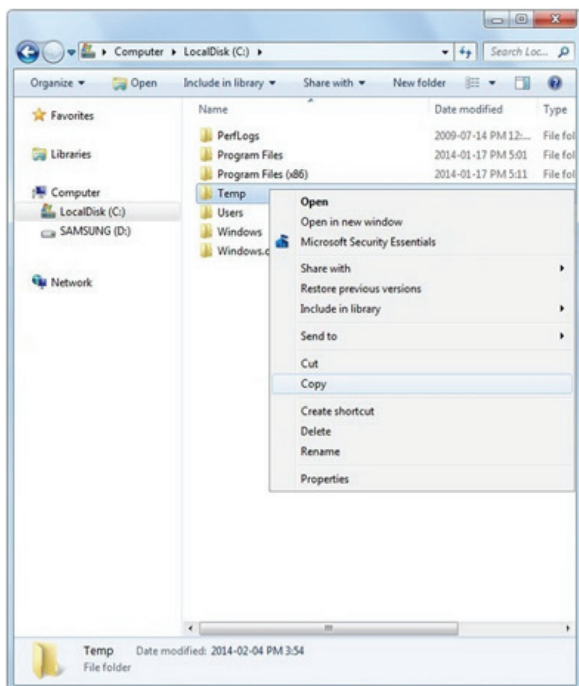 Computer ▸ LocalDisk (C:) ▸
Search Loc...
Organize Open Include in library Share with New folder
Favorites
Libraries
Computer
LocalDisk (C:)
SAMSUNG (D:)
Network
Name Date modified Type
PerfLogs 2009-07-14 PM 12:... File fol
Program Files 2014-01-17 PM 5:01 File fol
Program Files (x86) 2014-01-17 PM 5:11 File fol
Temp
Users
Windows
Windows.o
Open
Open in new window
Microsoft Security Essentials
Share with
Restore previous versions
Include in library
Send to
Cut
Copy
Create shortcut
Delete
Rename
Properties
Temp Date modified: 2014-02-04 PM 3:54
File folder